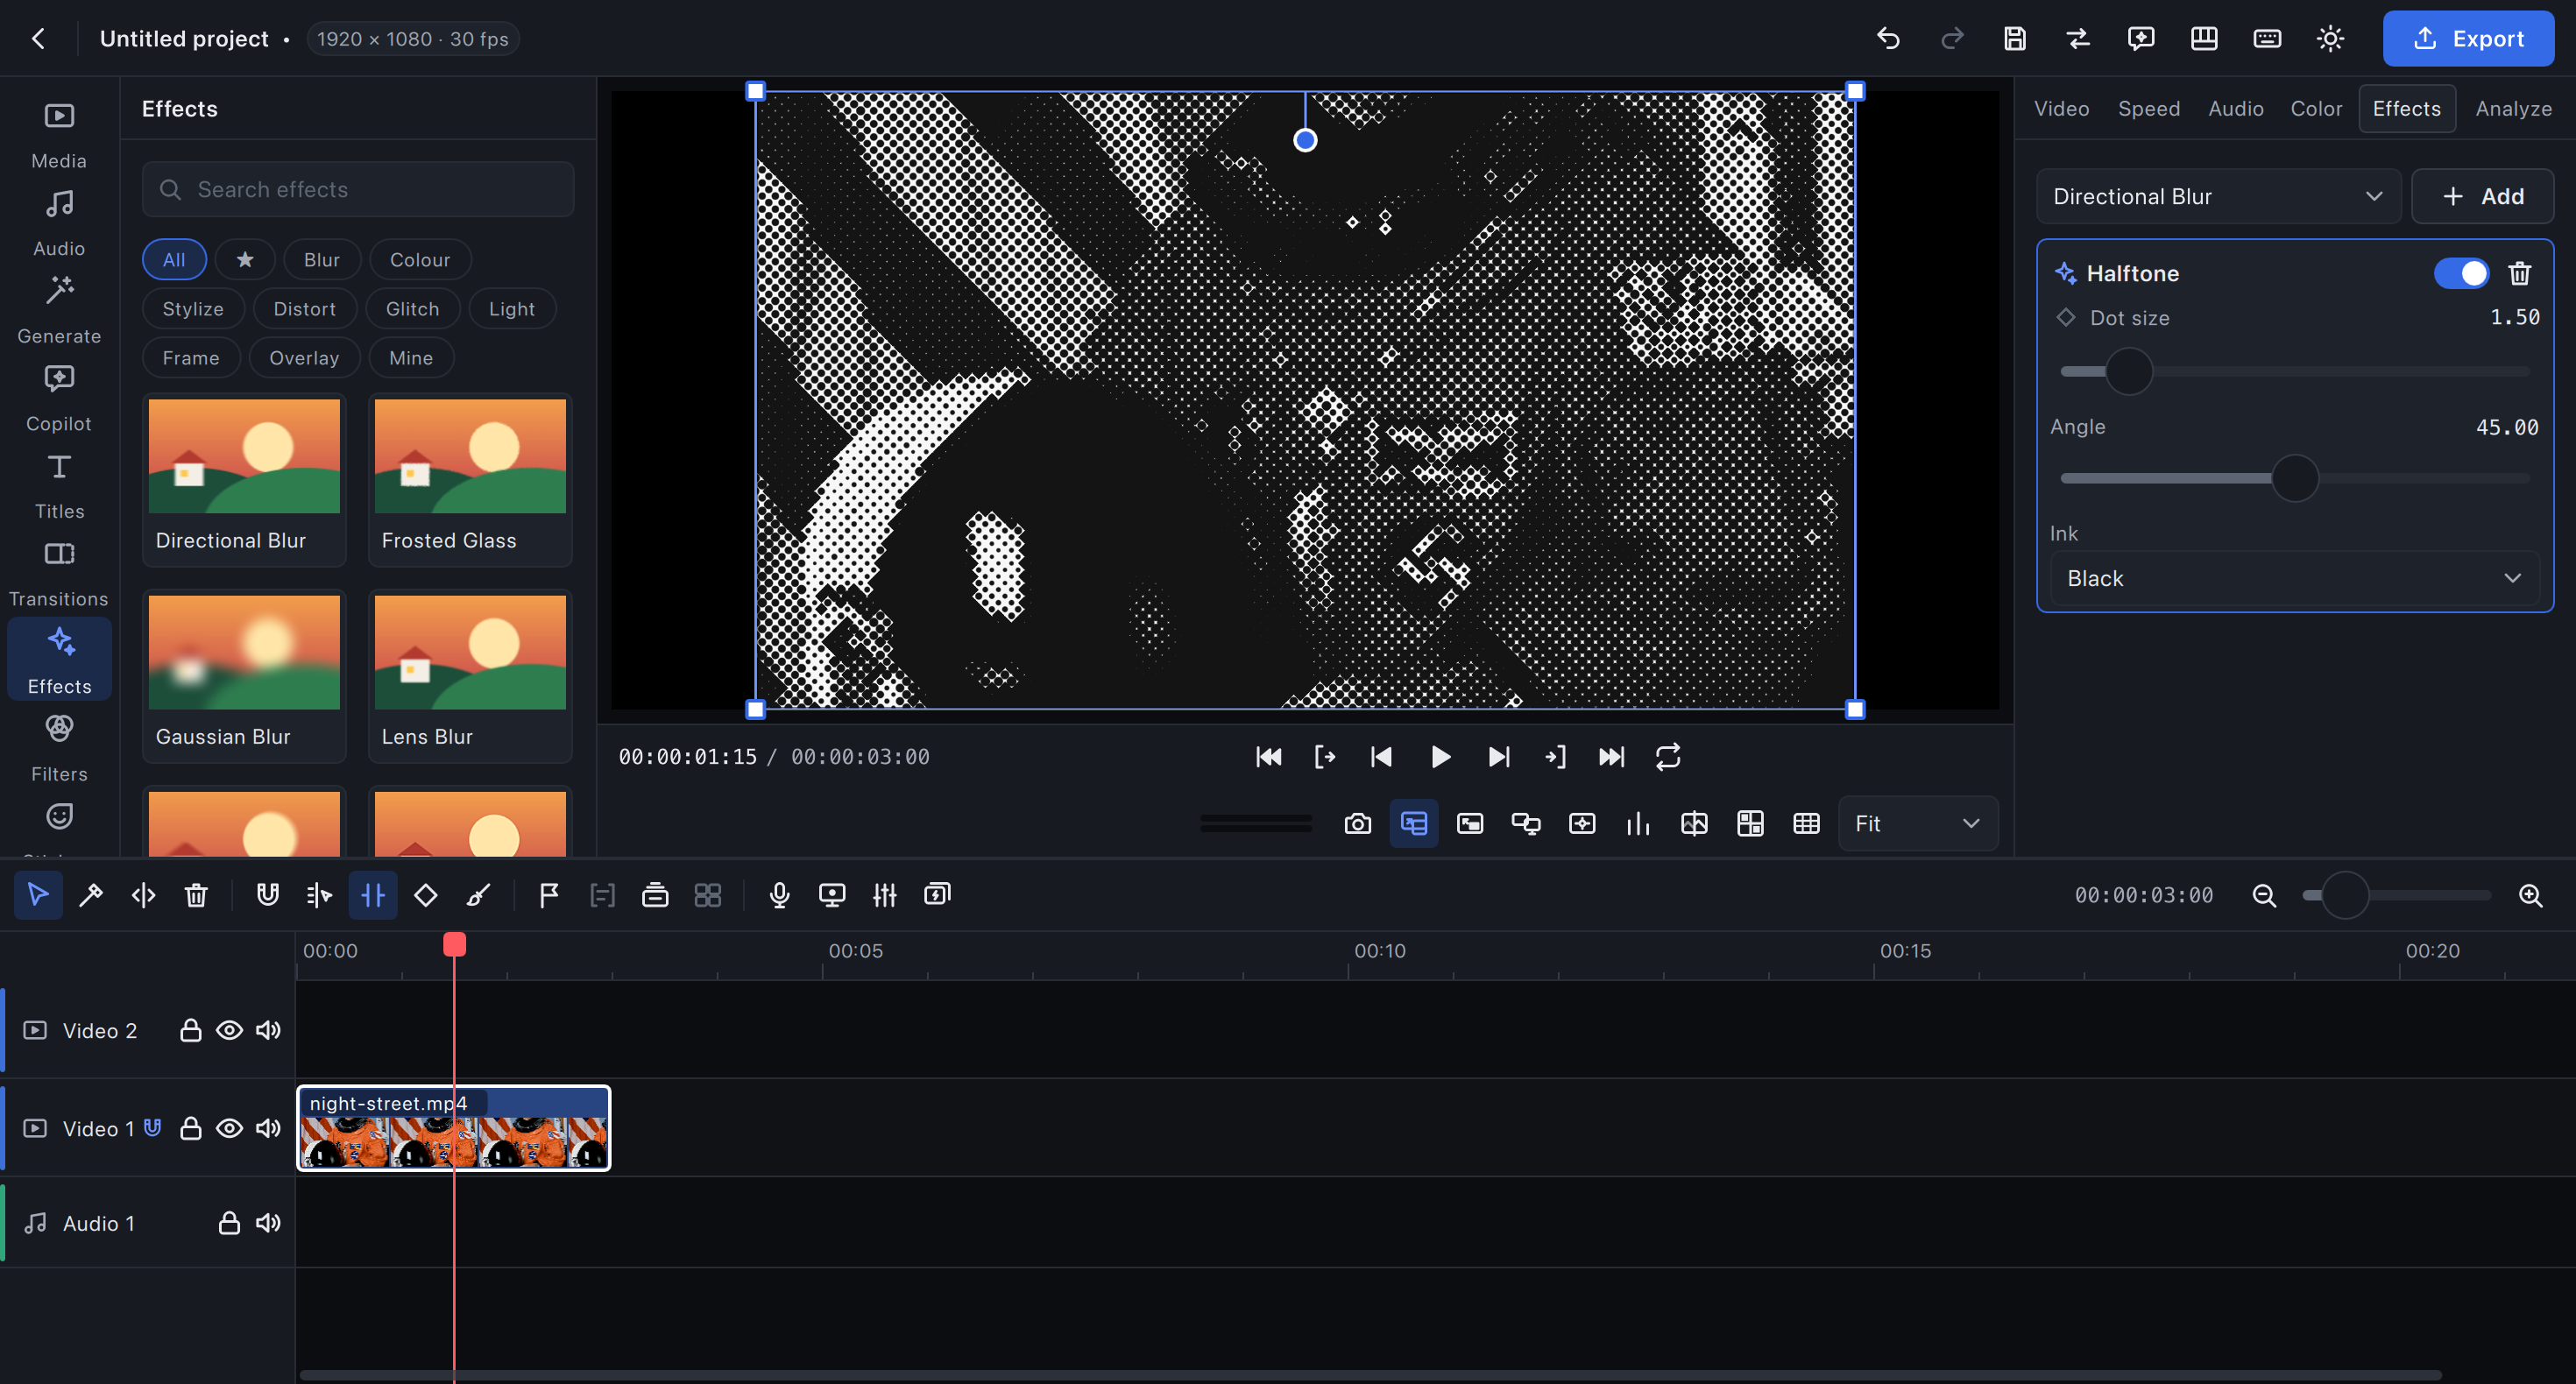 Untitled project •
1920 × 1080 · 30 fps
Export
Media
Audio
Generate
Copilot
Titles
Transitions
Effects
Filters
Effects
Search effects
All
Blur
Colour
Stylize
Distort
Glitch
Light
Frame
Overlay
Mine
Directional Blur
Frosted Glass
Gaussian Blur
Lens Blur
00:00:01:15 / 00:00:03:00
Fit
Video
Speed
Audio
Color
Effects
Analyze
Directional Blur
Add
Halftone
Dot size
1.50
Angle
45.00
Ink
Black
00:00:03:00
00:00
00:05
00:10
00:15
00:20
Video 2
Video 1
night-street.mp4
Audio 1